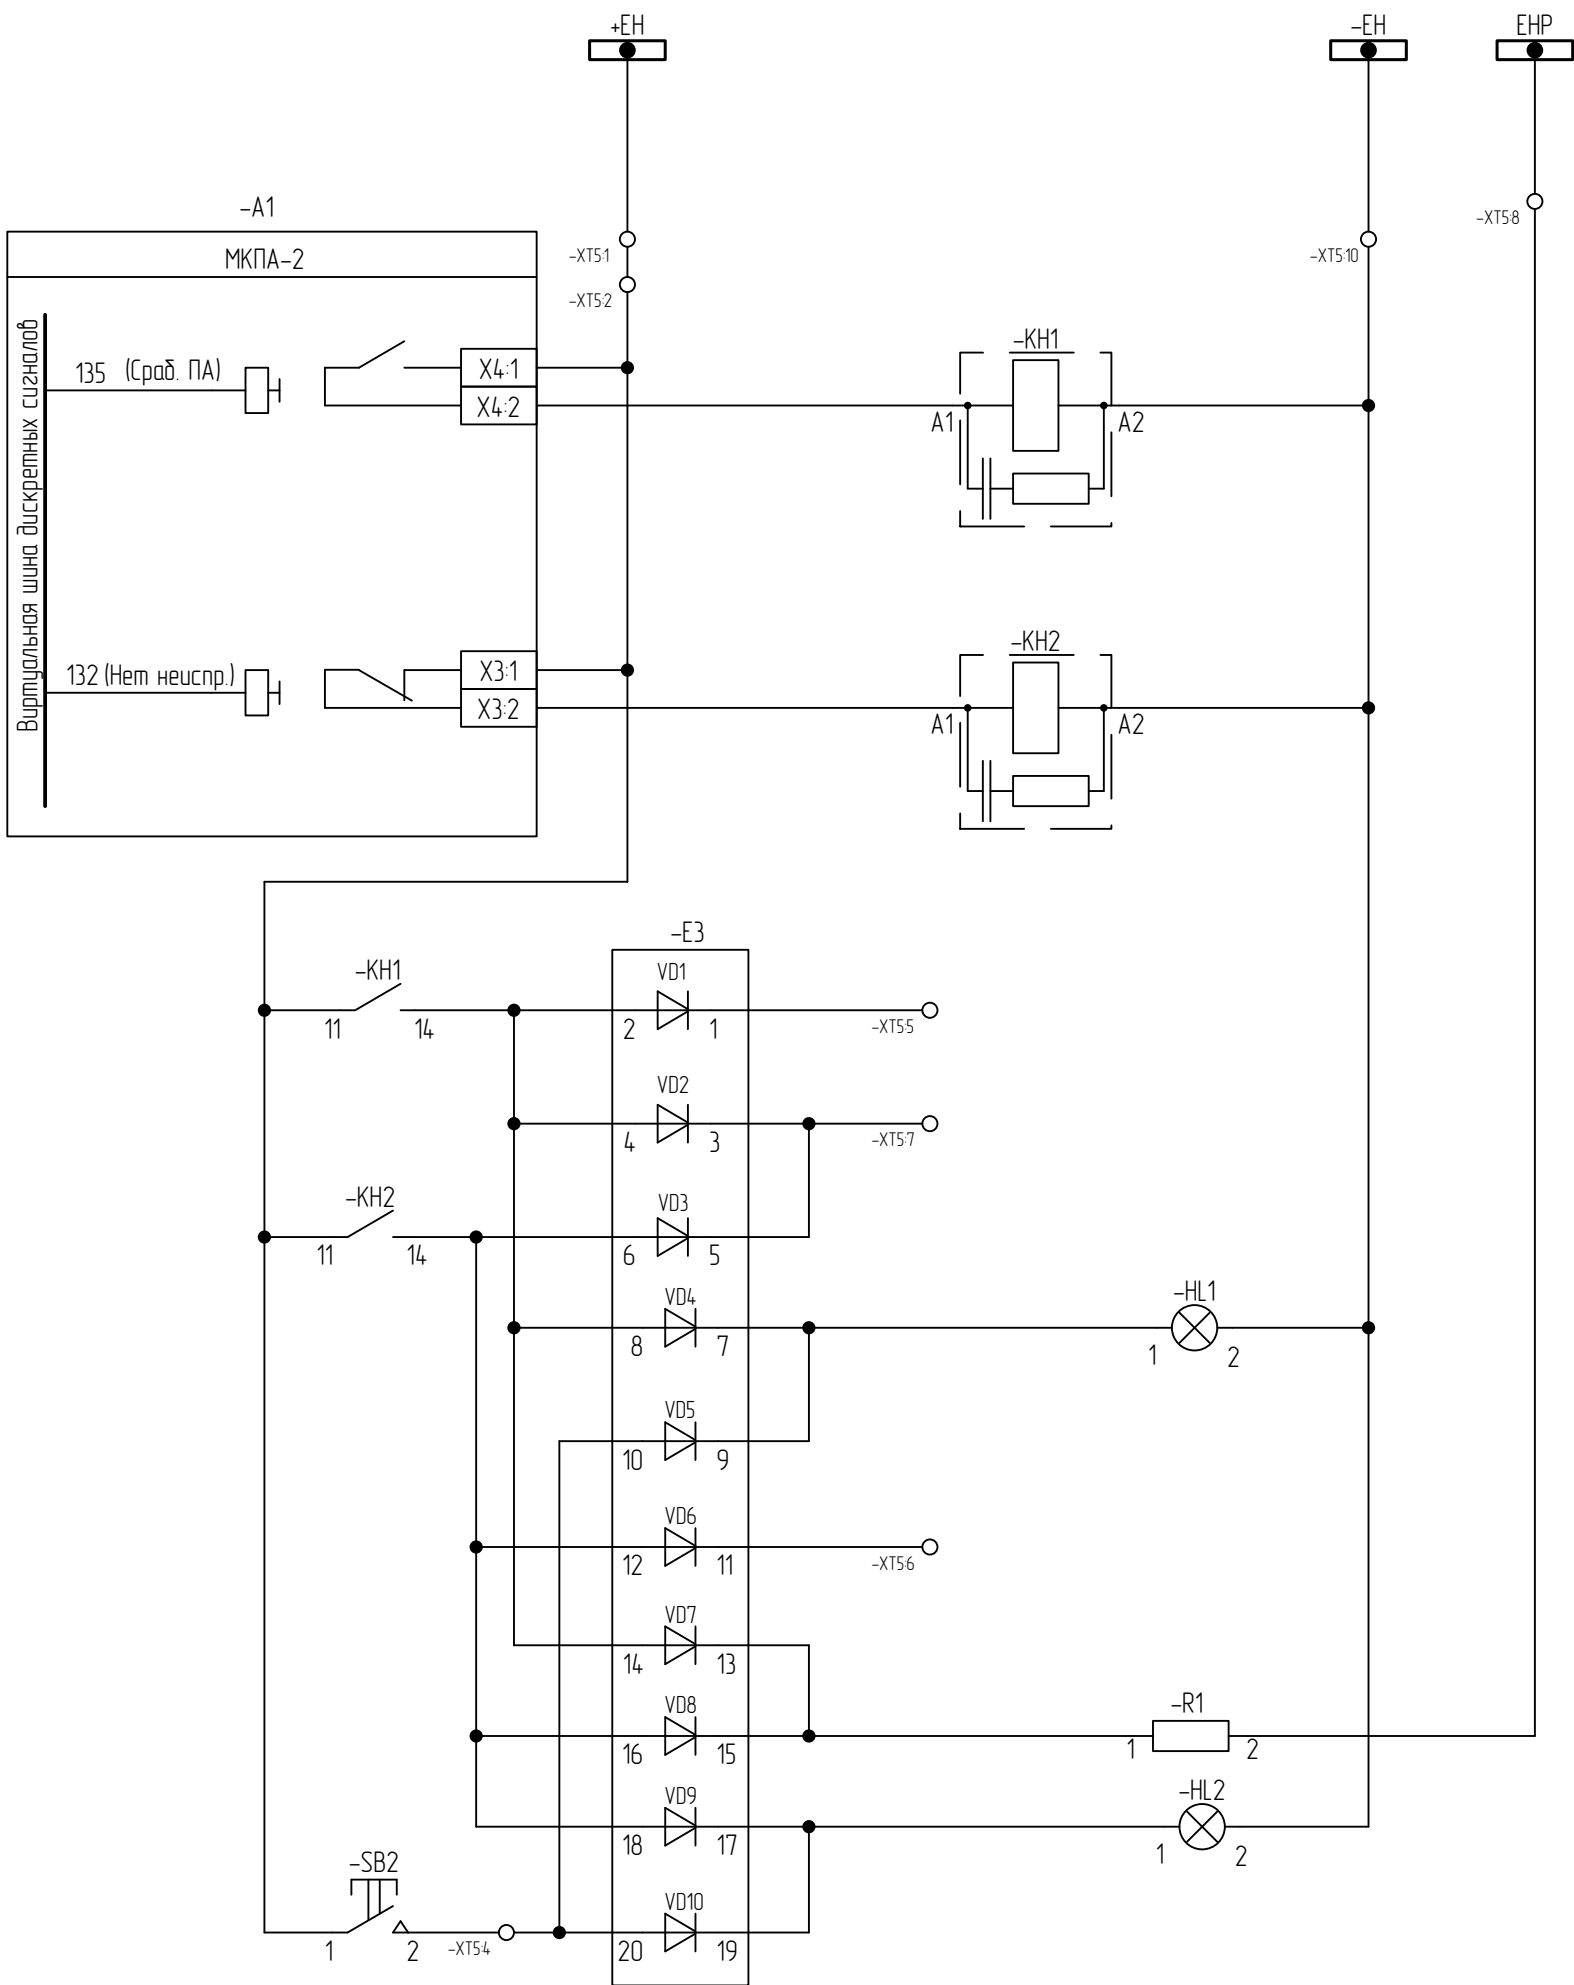 +EH
-EH
EHP
-XT5:8
-A1
МКПА-2
-XT5:1
-XT5:2
-XT5:10
Виртуальная шина дискретных сигналов
135 (Сраб. ПА)
X4:1
X4:2
-KH1
A1
A2
132 (Нет неиспр.)
X3:1
X3:2
-KH2
A1
A2
-E3
-KH1
11
14
VD1
2
1
-XT5:5
VD2
4
3
-XT5:7
-KH2
11
14
VD3
6
5
VD4
8
7
-HL1
1
2
VD5
10
9
VD6
12
11
-XT5:6
VD7
14
13
VD8
16
15
-R1
1
2
VD9
18
17
-HL2
1
2
-SB2
1
2
-XT5:4
VD10
20
19